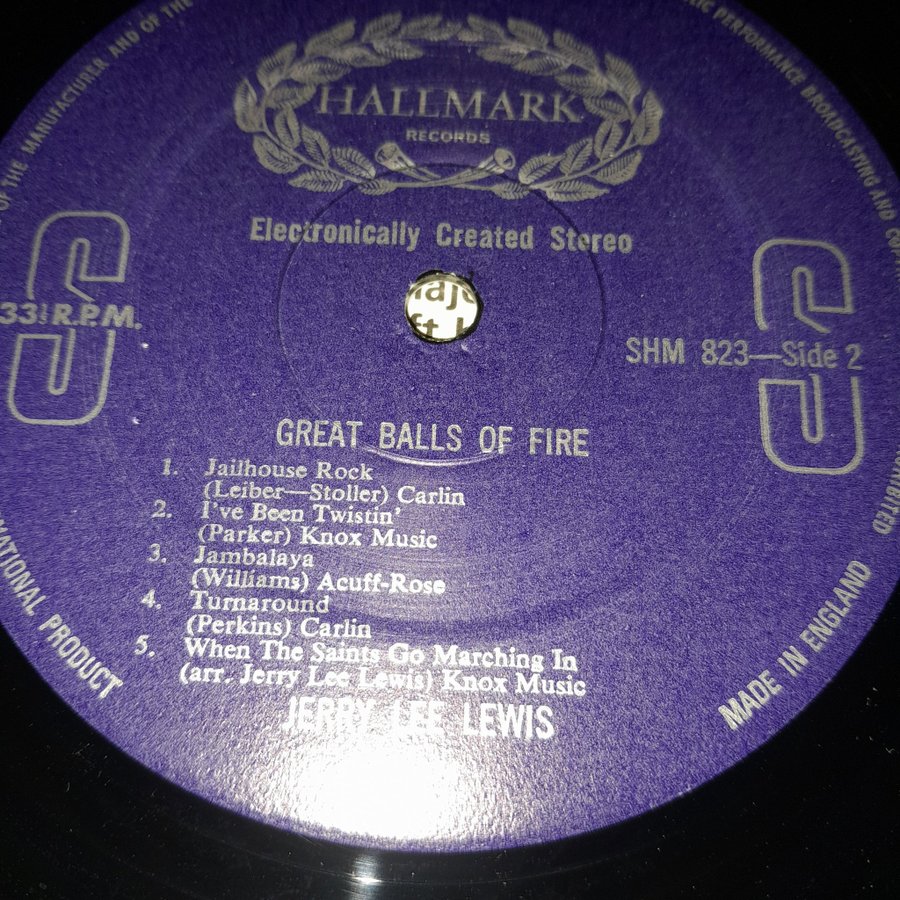 OF THE MANUFACTURER AND OF THE
PERFORMANCE BROADCASTING AND
HALLMARK
RECORDS
Electronically Created Stereo
33⅓ R.P.M.
S
S
SHM 823—Side 2
GREAT BALLS OF FIRE
1. Jailhouse Rock
(Leiber—Stoller) Carlin
2. I've Been Twistin'
(Parker) Knox Music
3. Jambalaya
(Williams) Acuff-Rose
4. Turnaround
(Perkins) Carlin
5. When The Saints Go Marching In
(arr. Jerry Lee Lewis) Knox Music
JERRY LEE LEWIS
NATIONAL PRODUCT
MADE IN ENGLAND